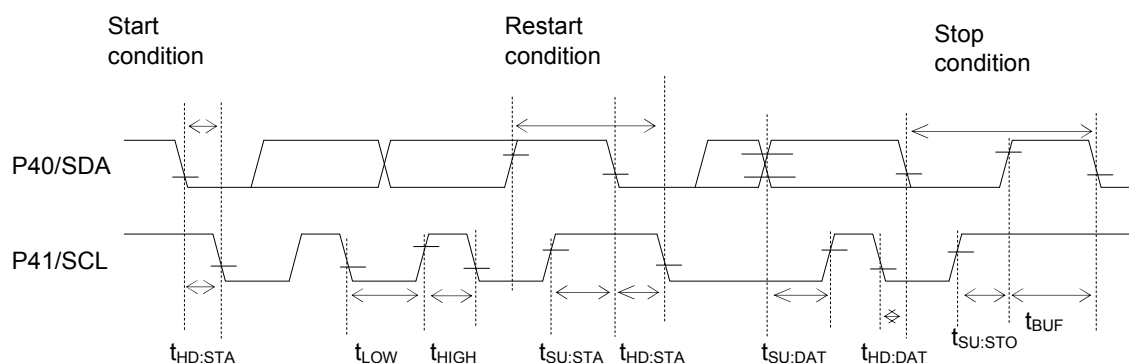 Start
condition
Restart
condition
Stop
condition
P40/SDA
P41/SCL
tHD:STA
tLOW
tHIGH
tSU:STA
tHD:STA
tSU:DAT
tHD:DAT
tSU:STO
tBUF